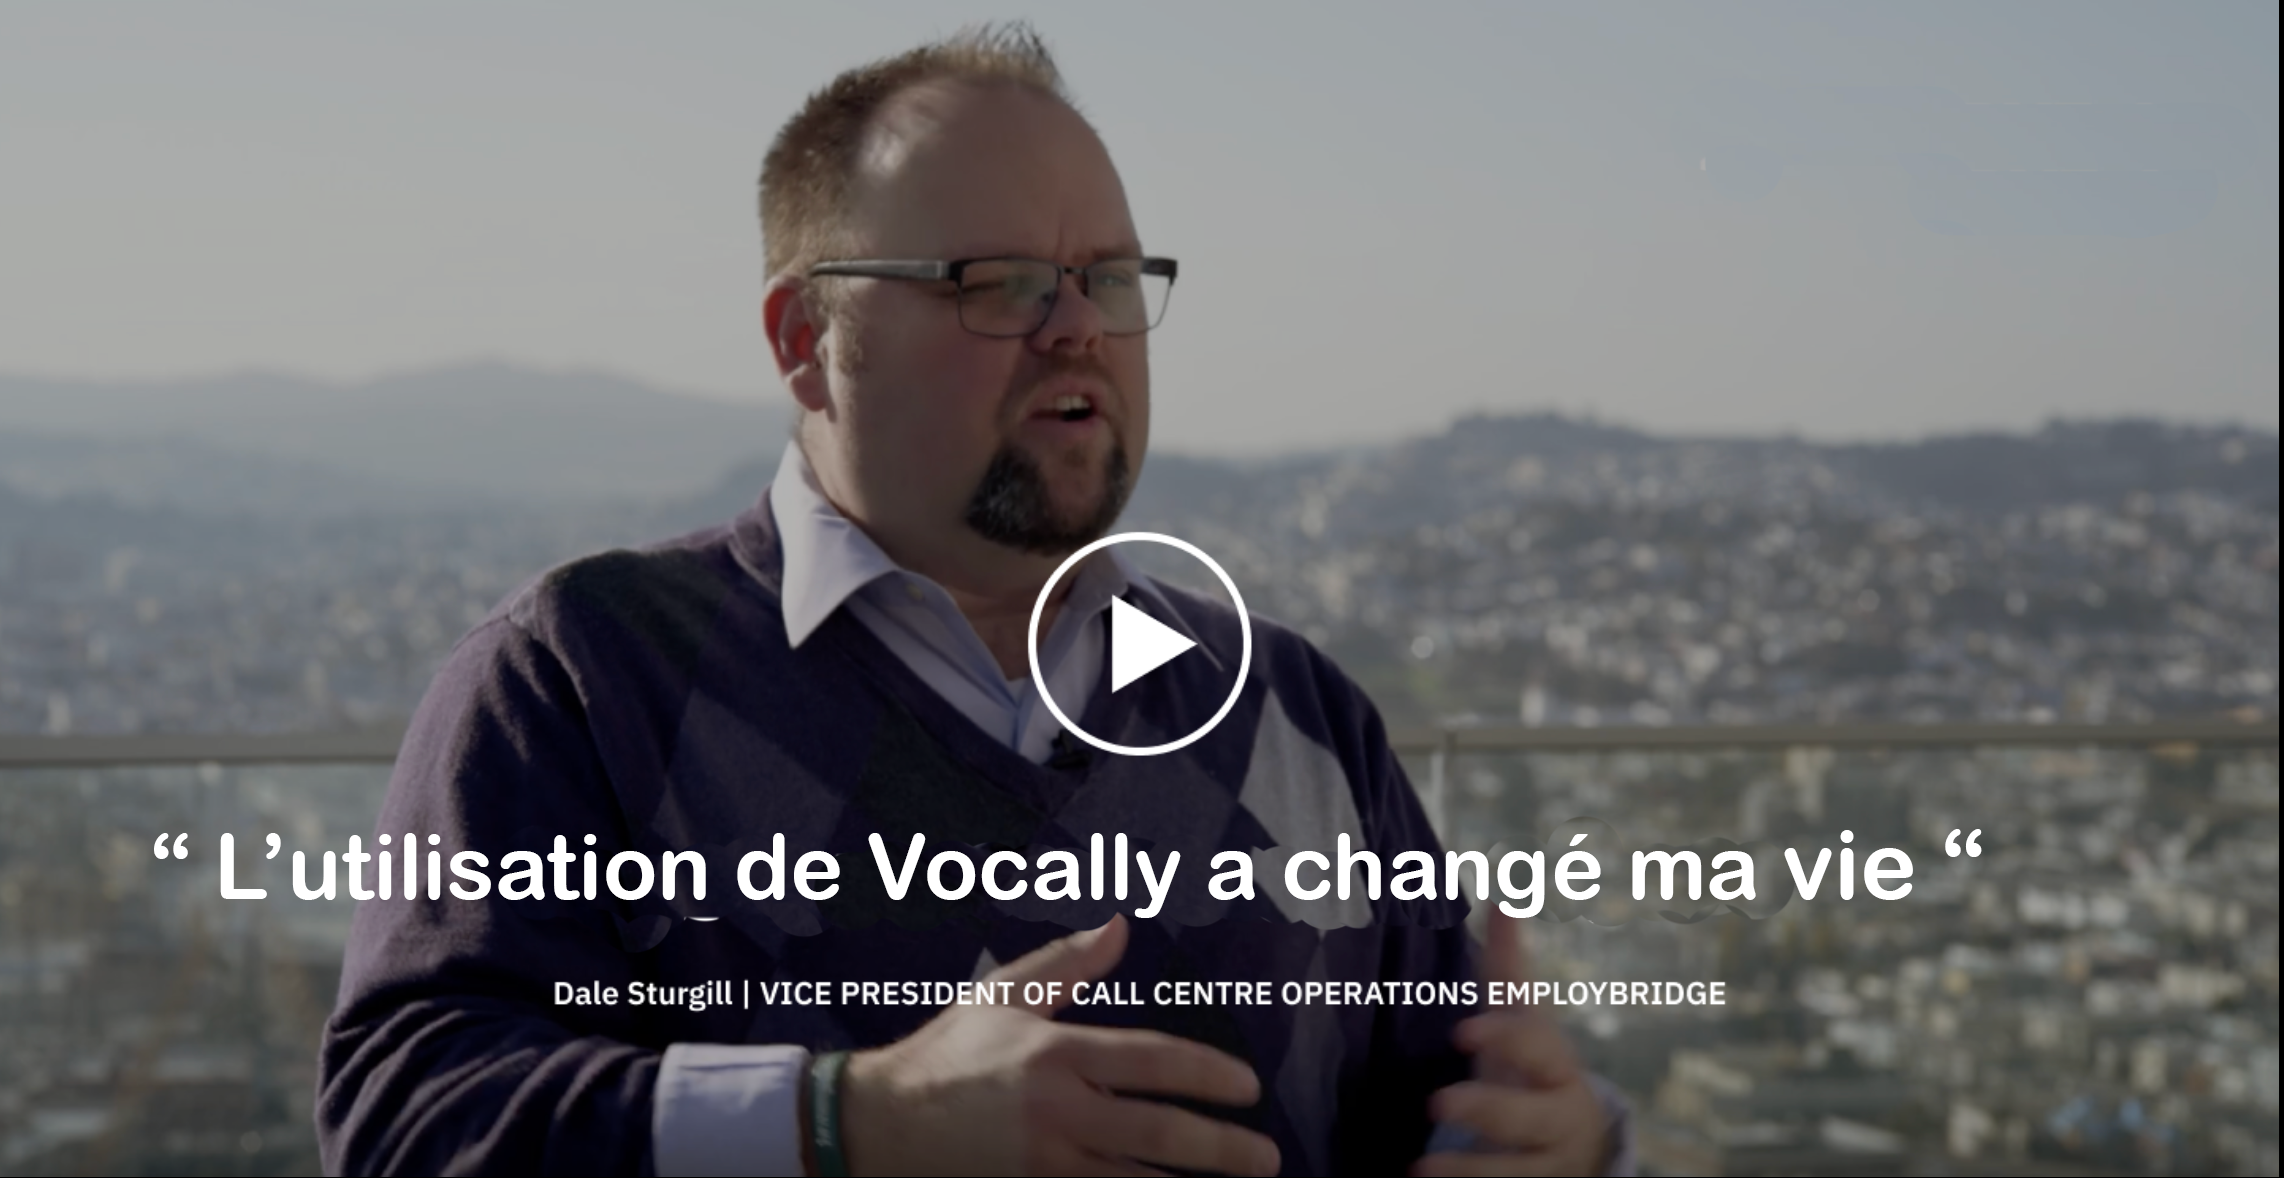 “ L’utilisation de Vocally a changé ma vie “
Dale Sturgill | VICE PRESIDENT OF CALL CENTRE OPERATIONS EMPLOYBRIDGE